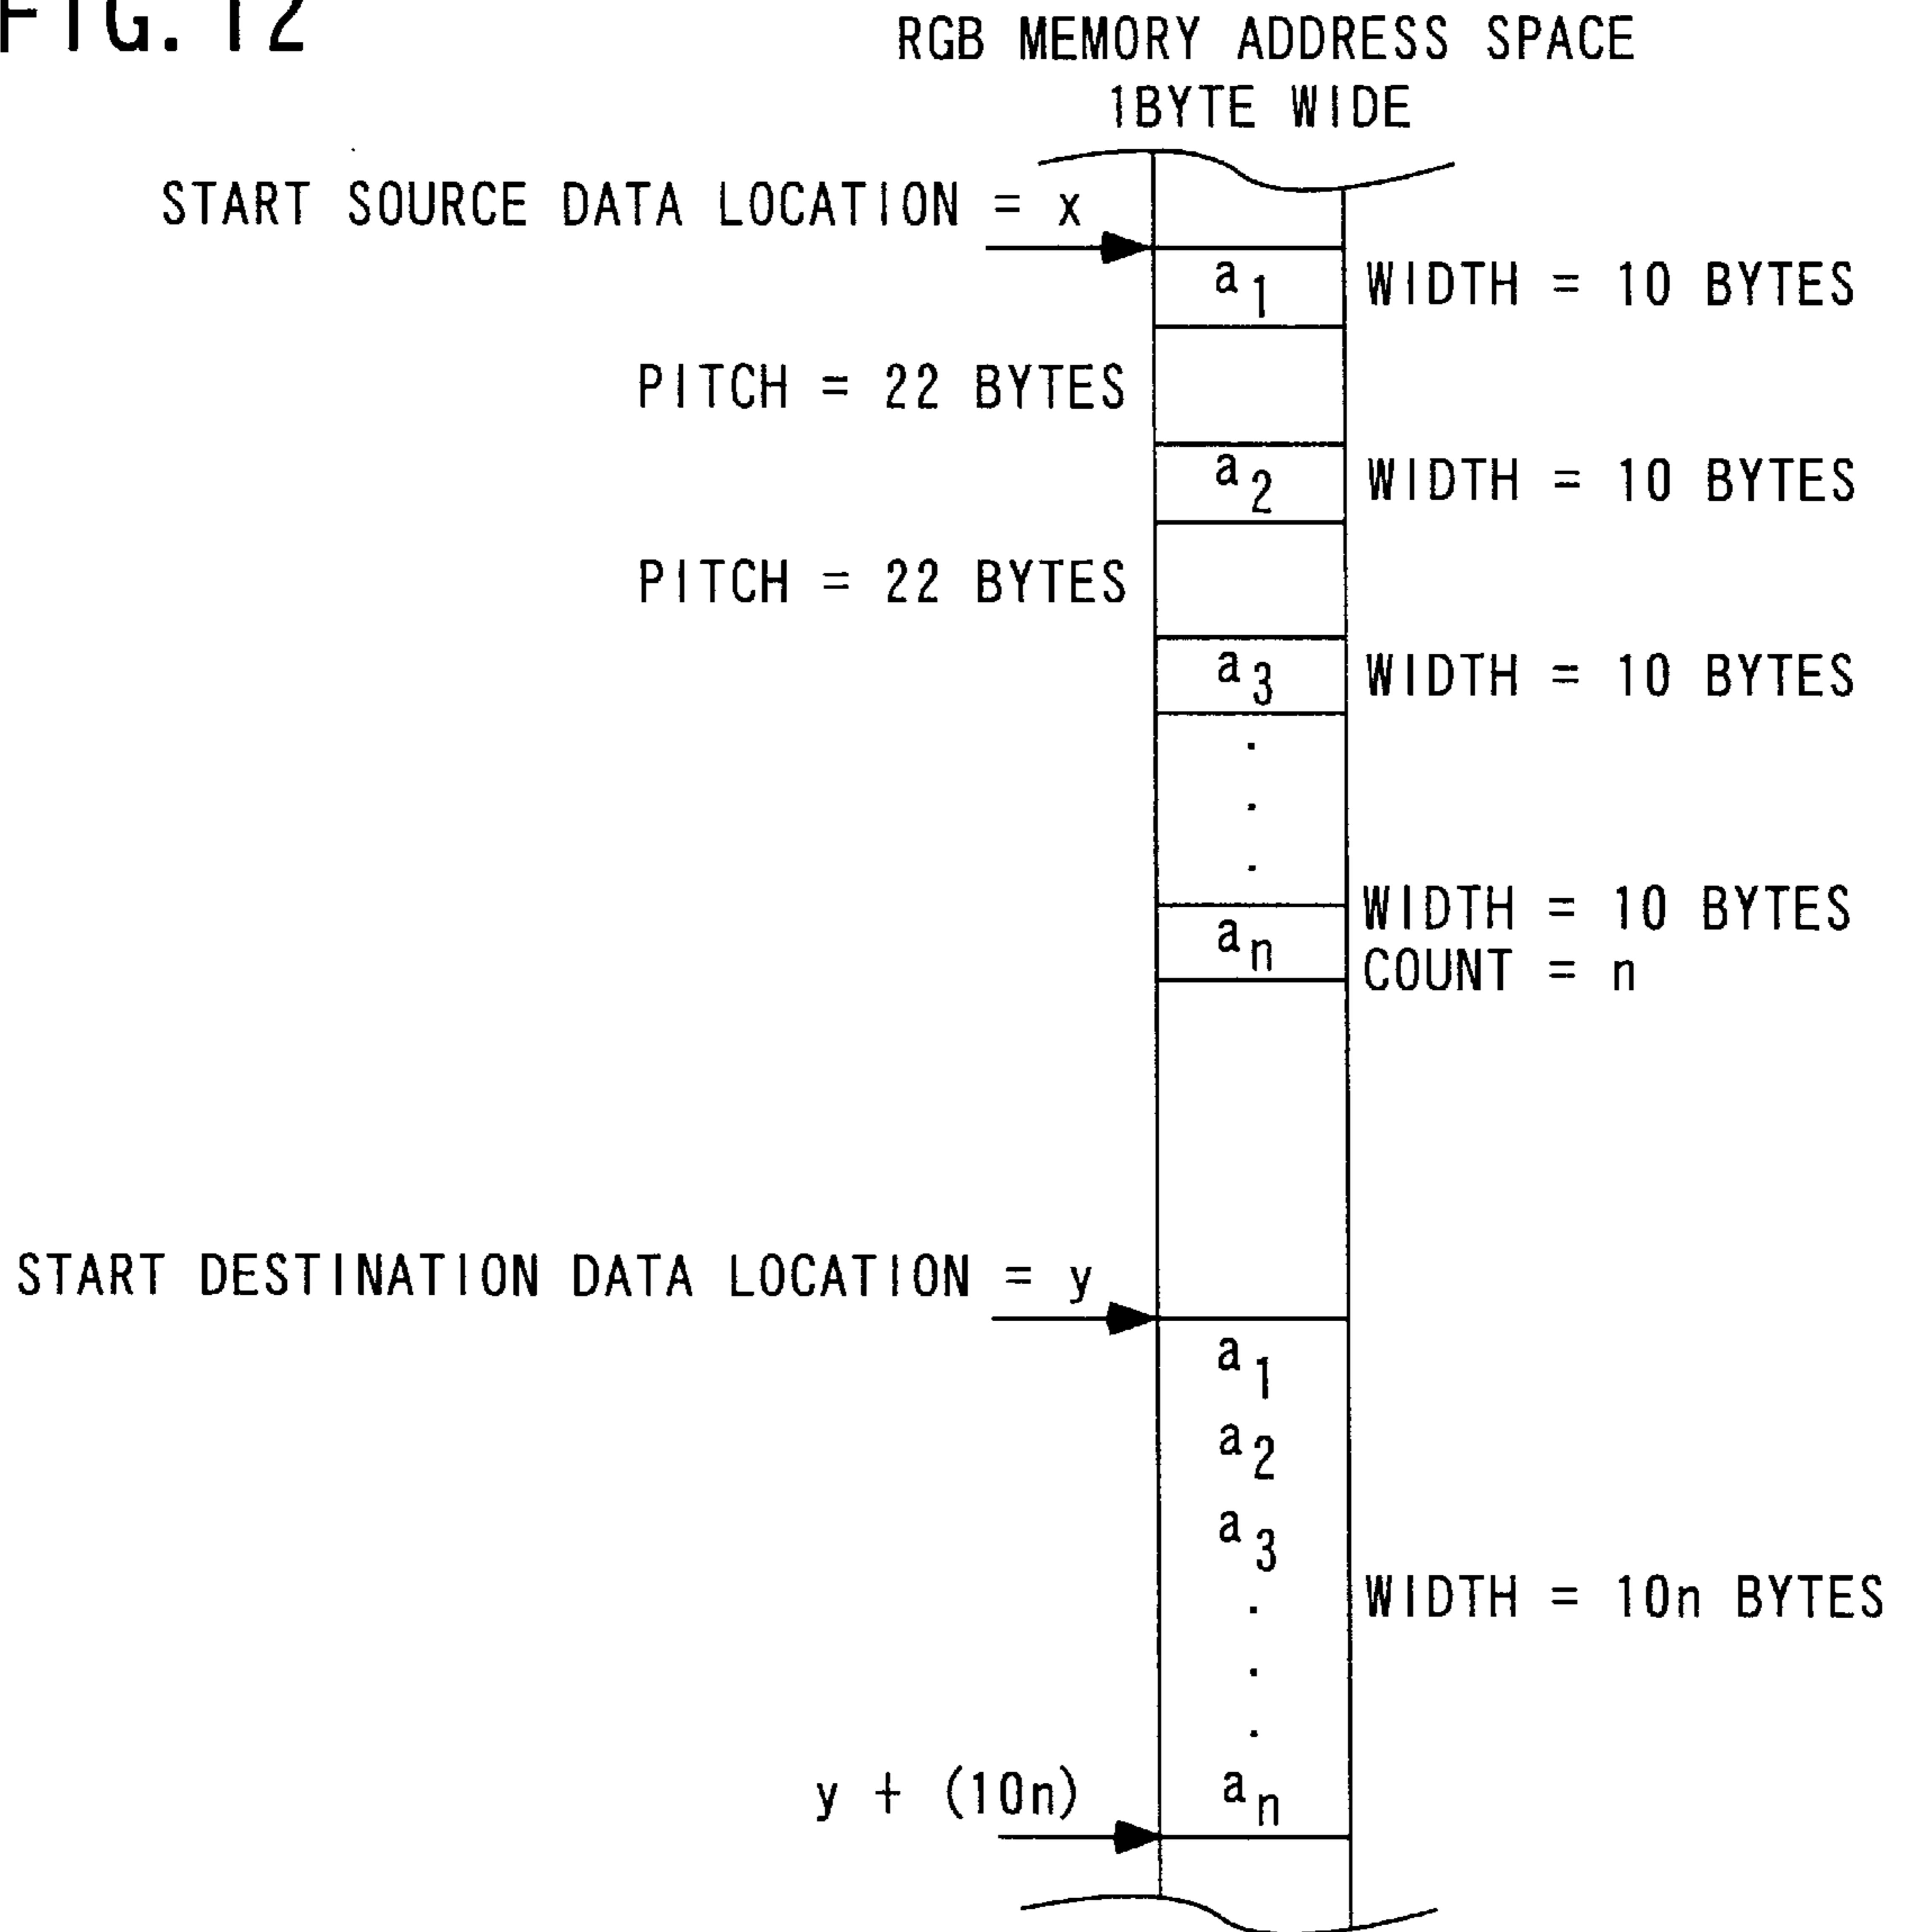 FIG. 12
RGB MEMORY ADDRESS SPACE
1BYTE WIDE
START SOURCE DATA LOCATION = x
a1
WIDTH = 10 BYTES
PITCH = 22 BYTES
a2
WIDTH = 10 BYTES
PITCH = 22 BYTES
a3
WIDTH = 10 BYTES
.
.
.
an
WIDTH = 10 BYTES
COUNT = n
START DESTINATION DATA LOCATION = y
a1
a2
a3
WIDTH = 10n BYTES
.
.
.
y + (10n)
an